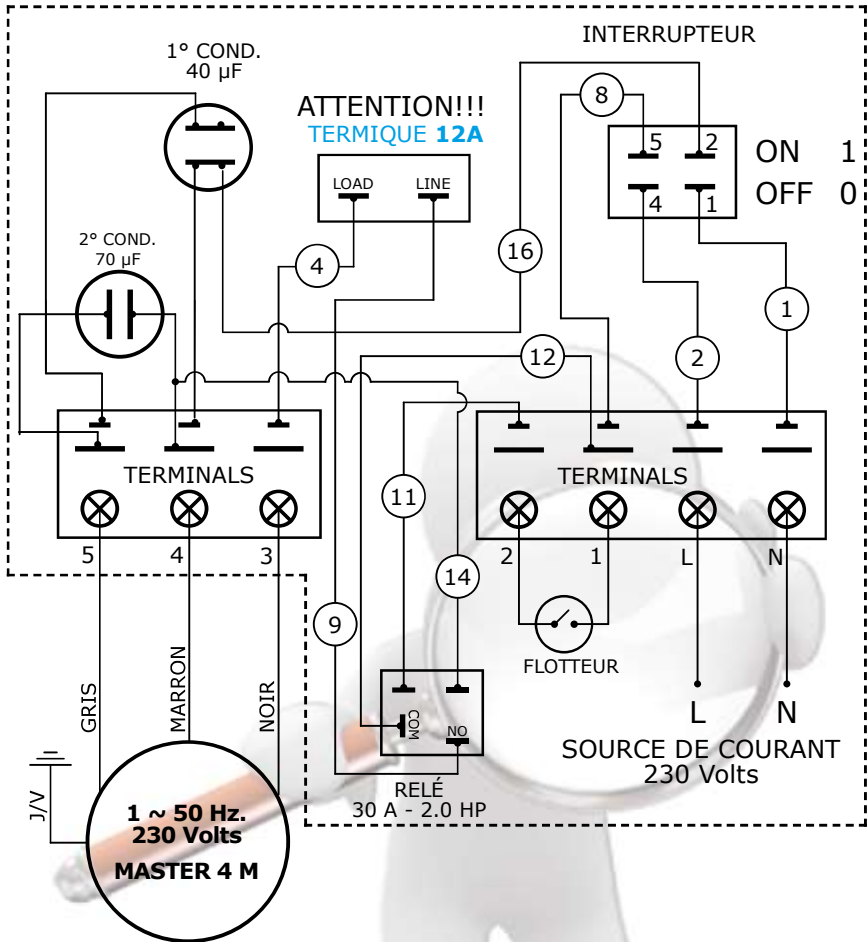 INTERRUPTEUR
1° COND.
40 µF
ATTENTION!!!
TERMIQUE 12A
LOAD LINE
8
5 2
4 1
ON 1
OFF 0
2° COND.
70 µF
4
16
1
12
2
TERMINALS
5 4 3
TERMINALS
2 1 L N
11
14
9
FLOTTEUR
GRIS
MARRON
NOIR
COM
NO
L N
SOURCE DE COURANT
230 Volts
RELÉ
30 A - 2.0 HP
J/V
1 ~ 50 Hz.
230 Volts
MASTER 4 M